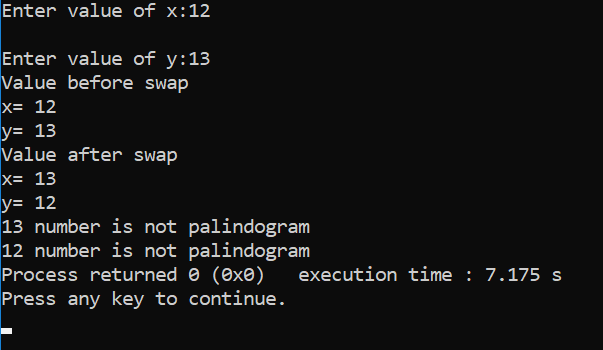 Enter value of x:12
Enter value of y:13
Value before swap
x= 12
y= 13
Value after swap
x= 13
y= 12
13 number is not palindogram
12 number is not palindogram
Process returned 0 (0x0)   execution time : 7.175 s
Press any key to continue.